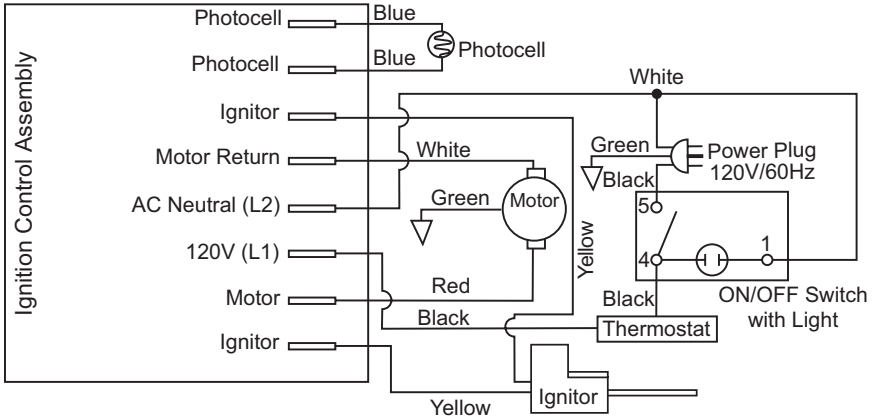 Ignition Control Assembly
Photocell
Photocell
Ignitor
Motor Return
AC Neutral (L2)
120V (L1)
Motor
Ignitor
Blue
Blue
Photocell
White
Green
Motor
Red
Black
Yellow
Yellow
Ignitor
White
Green
Power Plug
120V/60Hz
Black
5
4
1
Black
ON/OFF Switch
with Light
Thermostat